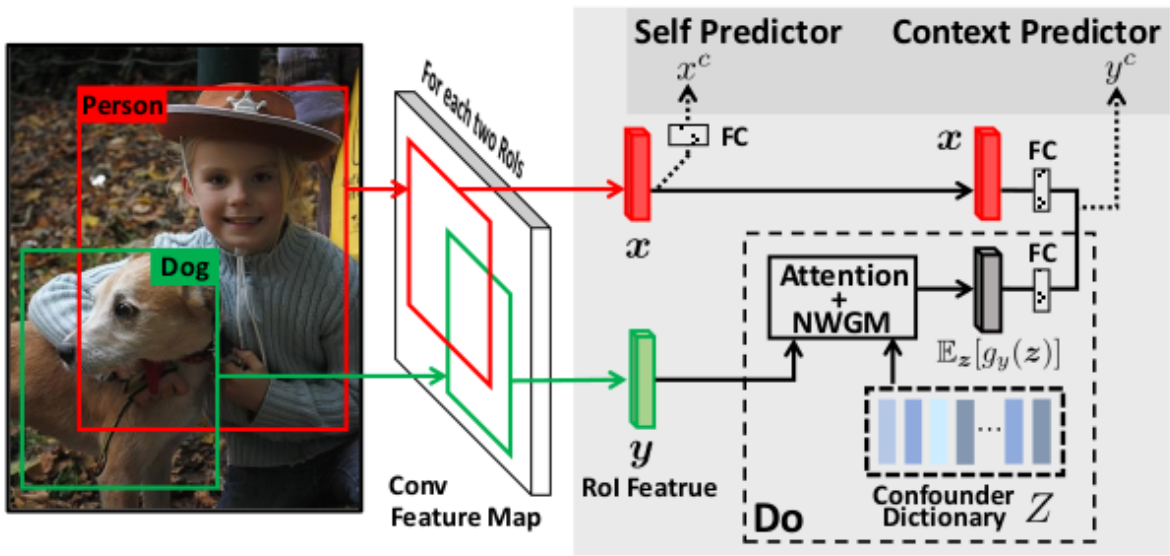 Self Predictor
Context Predictor
x^c
y^c
Person
For each two RoIs
FC
x
FC
x
Dog
FC
Attention
+
NWGM
𝔼_z[g_y(z)]
y
...
Conv
Feature Map
RoI Featrue
Do
Confounder
Dictionary Z